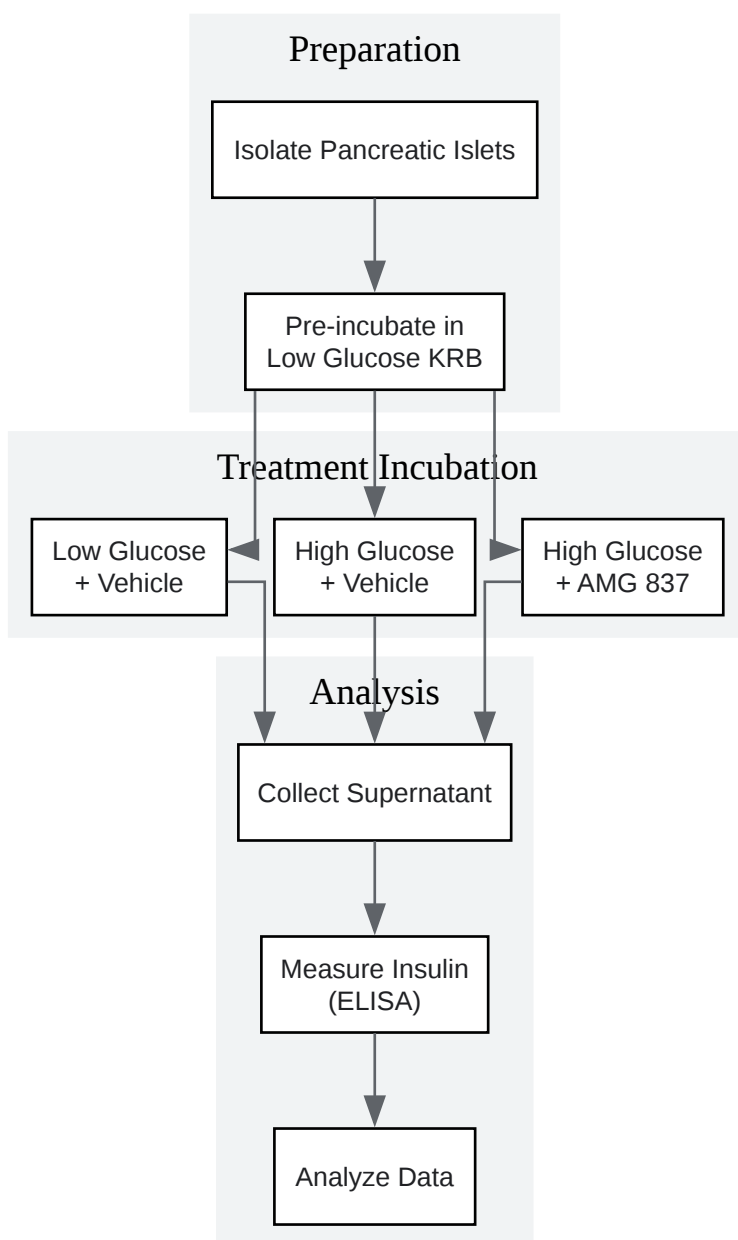 Preparation
Isolate Pancreatic Islets
Pre-incubate in
Low Glucose KRB
Treatment Incubation
Low Glucose
+ Vehicle
High Glucose
+ Vehicle
High Glucose
+ AMG 837
Analysis
Collect Supernatant
Measure Insulin
(ELISA)
Analyze Data